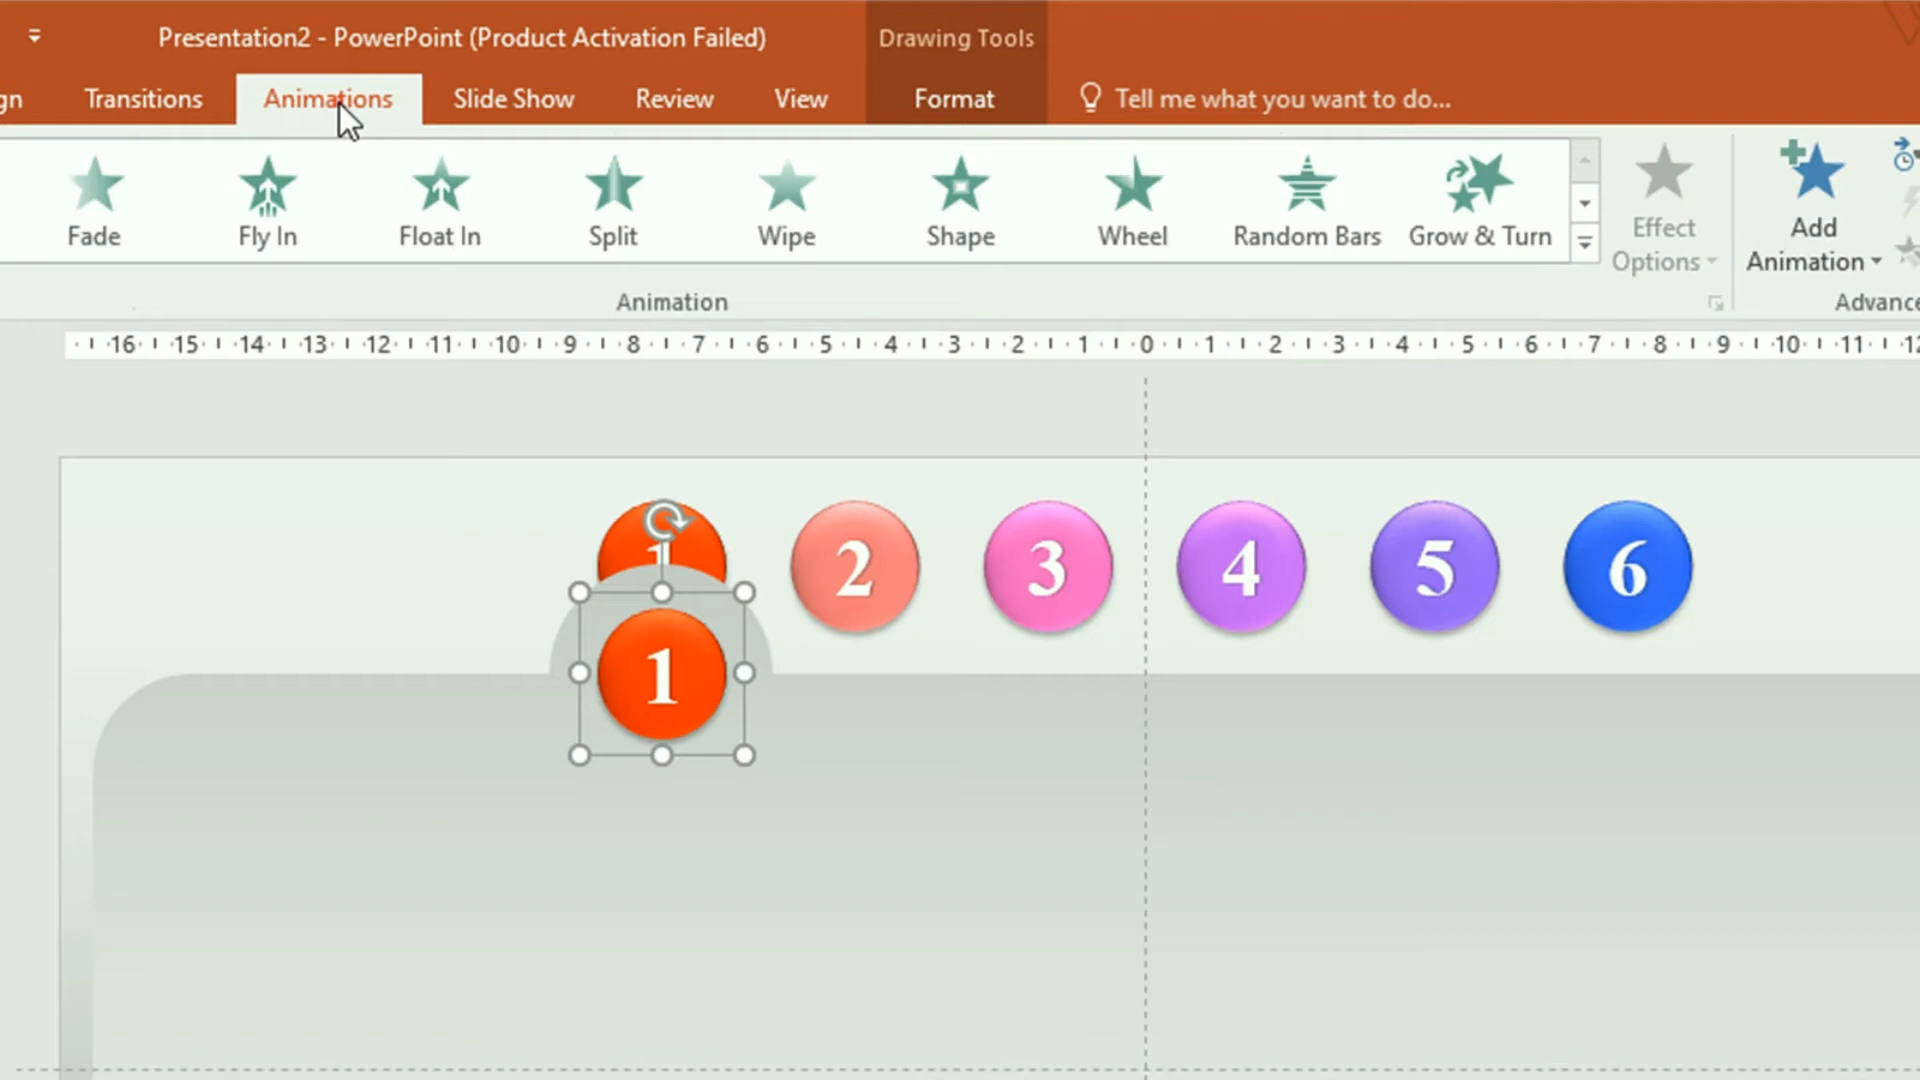 Presentation2 - PowerPoint (Product Activation Failed)
Drawing Tools
gn
Transitions
Animations
Slide Show
Review
View
Format
Tell me what you want to do...
Fade
Fly In
Float In
Split
Wipe
Shape
Wheel
Random Bars
Grow & Turn
Effect
Options
Add
Animation
Animation
Advance
16 15 14 13 12 11 10 9 8 7 6 5 4 3 2 1 0 1 2 3 4 5 6 7 8 9 10 11 12
1 2 3 4 5 6
1